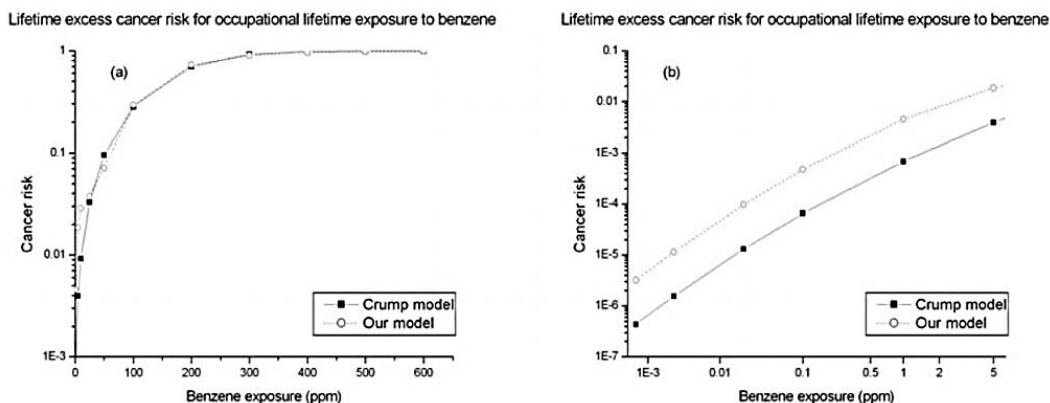 Lifetime excess cancer risk for occupational lifetime exposure to benzene
(a)
1
0.1
0.01
1E-3
Cancer risk
Crump model
Our model
0 100 200 300 400 500 600
Benzene exposure (ppm)
Lifetime excess cancer risk for occupational lifetime exposure to benzene
(b)
0.1
0.01
1E-3
1E-4
1E-5
1E-6
1E-7
Cancer risk
Crump model
Our model
1E-3 0.01 0.1 0.5 1 2 5
Benzene exposure (ppm)